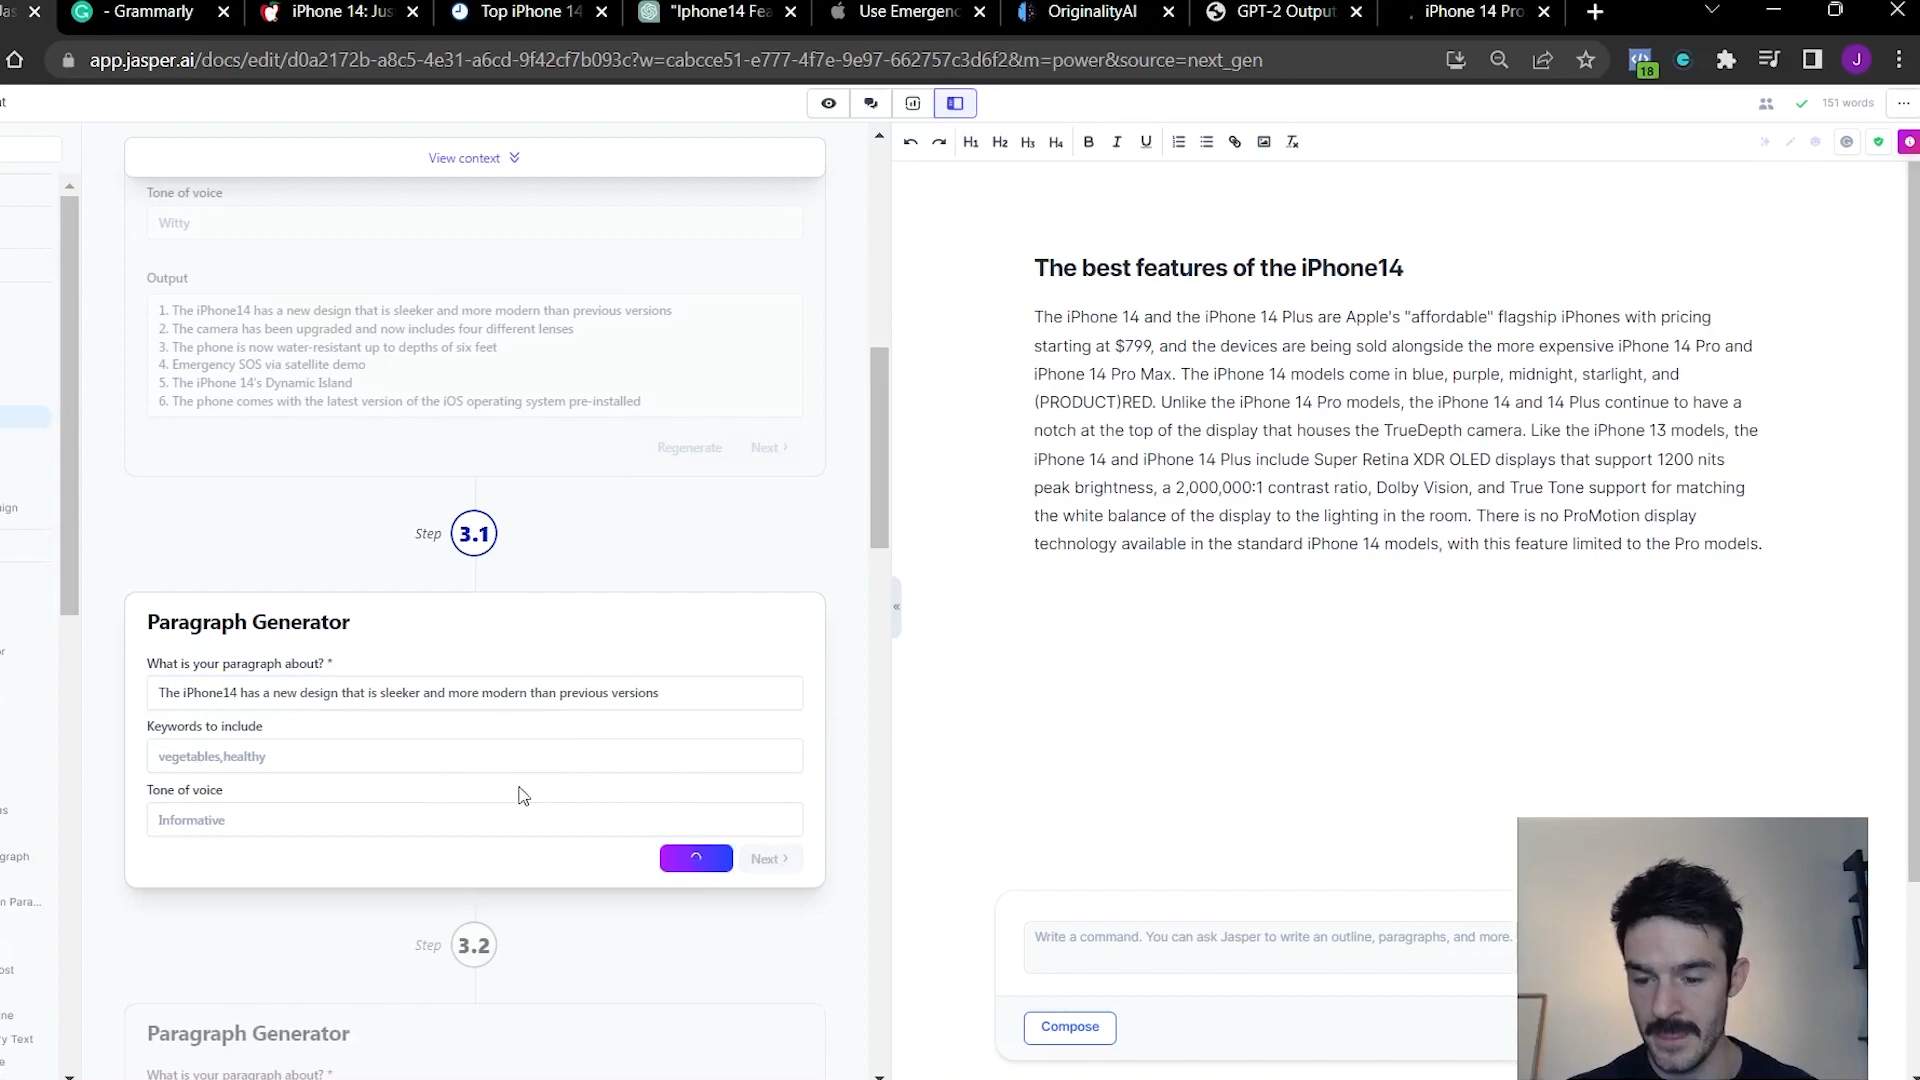 - Grammarly
iPhone 14: Jus
Top iPhone 14
"Iphone14 Fea
Use Emergenc
OriginalityAI
GPT-2 Output
iPhone 14 Pro
app.jasper.ai/docs/edit/d0a2172b-a8c5-4e31-a6cd-9f42cf7b093c?w=cabcce51-e777-4f7e-9e97-662757c3d6f2&m=power&source=next_gen
18
J
151 words
H1 H2 H3 H4 B I U
View context
Tone of voice
Witty
Output
1. The iPhone14 has a new design that is sleeker and more modern than previous versions
2. The camera has been upgraded and now includes four different lenses
3. The phone is now water-resistant up to depths of six feet
4. Emergency SOS via satellite demo
5. The iPhone 14's Dynamic Island
6. The phone comes with the latest version of the iOS operating system pre-installed
Regenerate
Next >
Step 3.1
Paragraph Generator
What is your paragraph about? *
The iPhone14 has a new design that is sleeker and more modern than previous versions
Keywords to include
vegetables,healthy
Tone of voice
Informative
Next >
Step 3.2
Paragraph Generator
What is your paragraph about? *
The best features of the iPhone14
The iPhone 14 and the iPhone 14 Plus are Apple's "affordable" flagship iPhones with pricing
starting at $799, and the devices are being sold alongside the more expensive iPhone 14 Pro and
iPhone 14 Pro Max. The iPhone 14 models come in blue, purple, midnight, starlight, and
(PRODUCT)RED. Unlike the iPhone 14 Pro models, the iPhone 14 and 14 Plus continue to have a
notch at the top of the display that houses the TrueDepth camera. Like the iPhone 13 models, the
iPhone 14 and iPhone 14 Plus include Super Retina XDR OLED displays that support 1200 nits
peak brightness, a 2,000,000:1 contrast ratio, Dolby Vision, and True Tone support for matching
the white balance of the display to the lighting in the room. There is no ProMotion display
technology available in the standard iPhone 14 models, with this feature limited to the Pro models.
Write a command. You can ask Jasper to write an outline, paragraphs, and more.
Compose